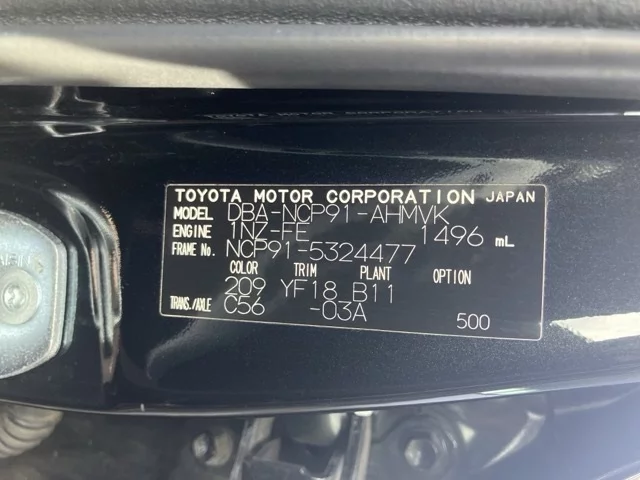 TOYOTA MOTOR CORPORATION JAPAN
MODEL DBA-NCP91-AHMVK
ENGINE 1NZ-FE 1496 mL
FRAME No. NCP91-5324477
COLOR TRIM PLANT OPTION
209 YF18 B11
TRANS./AXLE C56 -03A
500